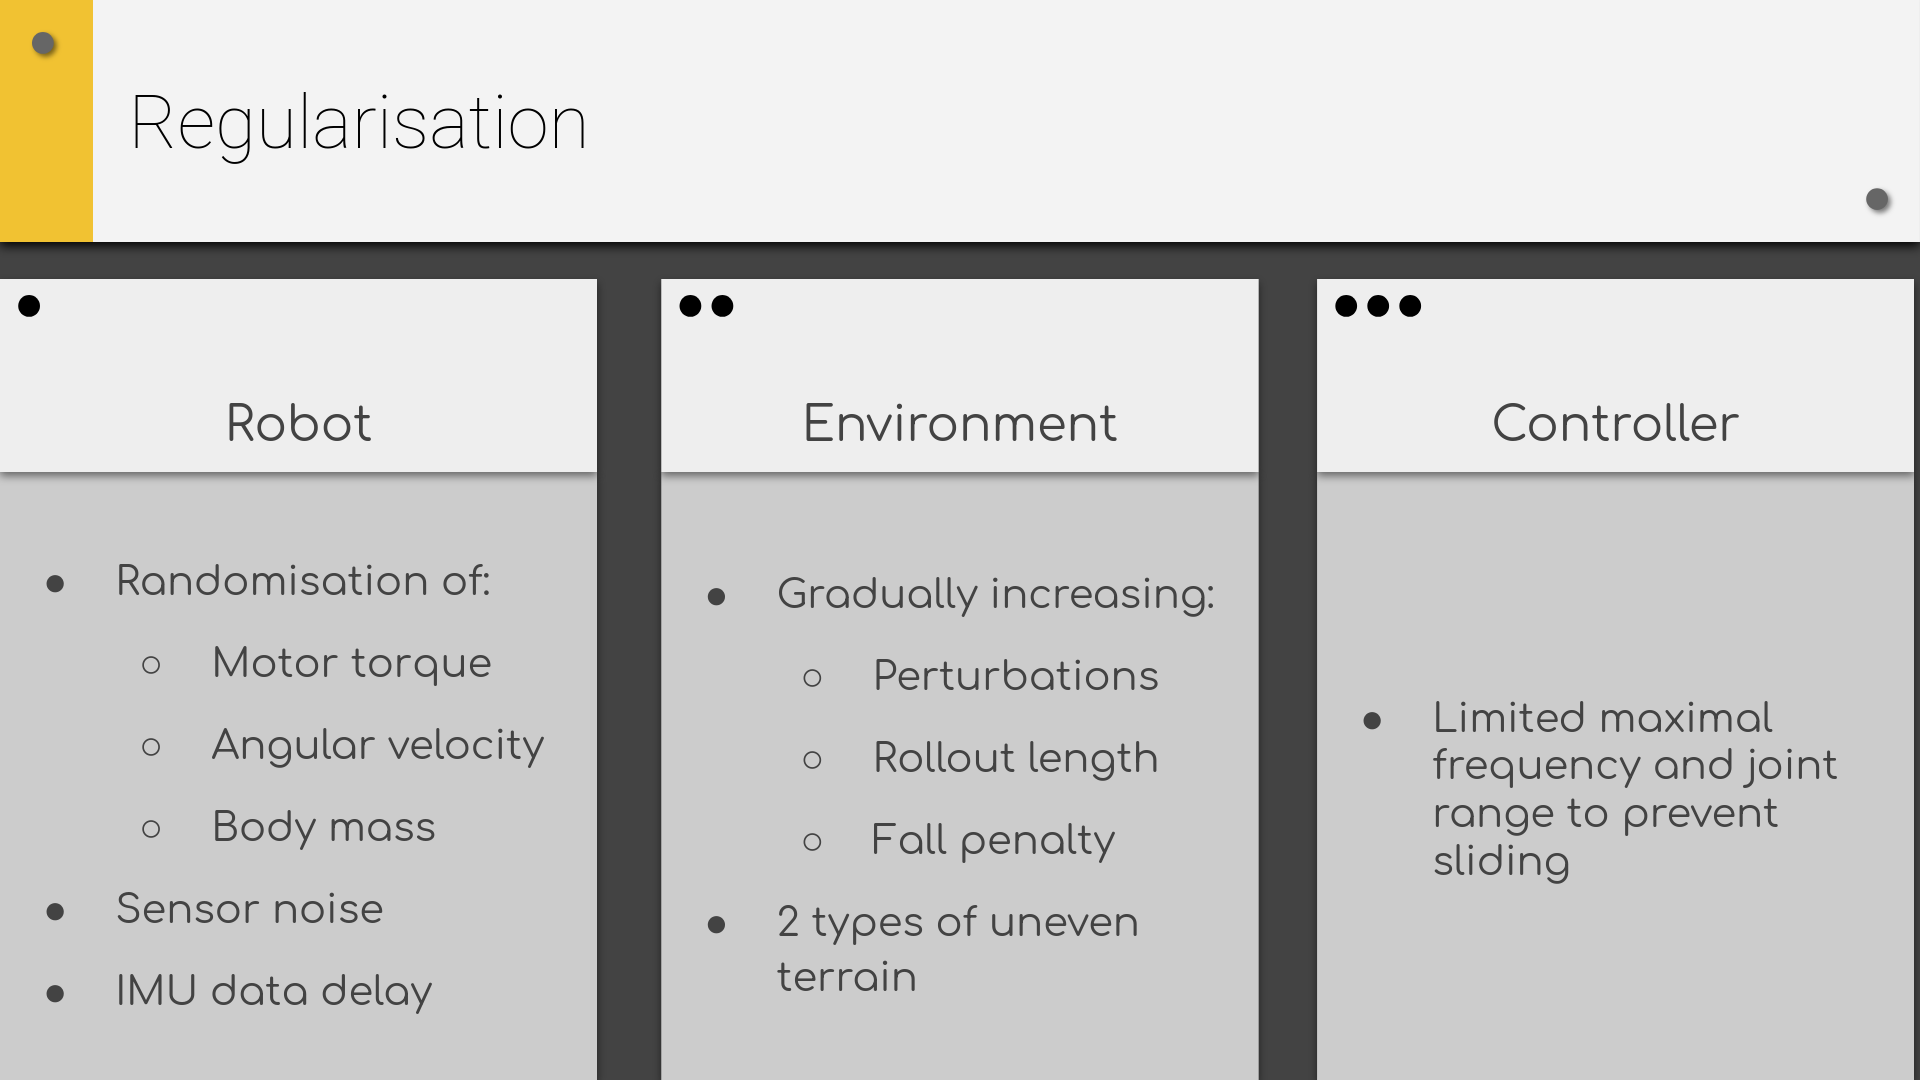 Regularisation
Robot
● Randomisation of:
○ Motor torque
○ Angular velocity
○ Body mass
● Sensor noise
● IMU data delay
Environment
● Gradually increasing:
○ Perturbations
○ Rollout length
○ Fall penalty
● 2 types of uneven
terrain
Controller
● Limited maximal
frequency and joint
range to prevent
sliding